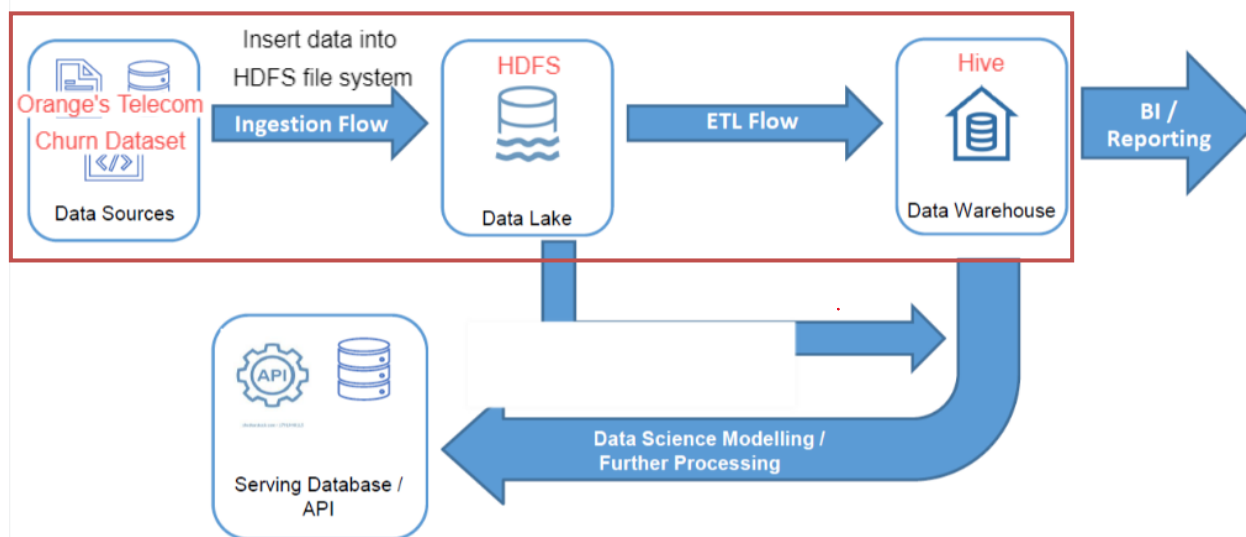 Insert data into
HDFS file system
Orange's Telecom
Churn Dataset
</>
Data Sources
Ingestion Flow
HDFS
Data Lake
ETL Flow
Hive
Data Warehouse
BI /
Reporting
API
Serving Database /
API
Data Science Modelling /
Further Processing